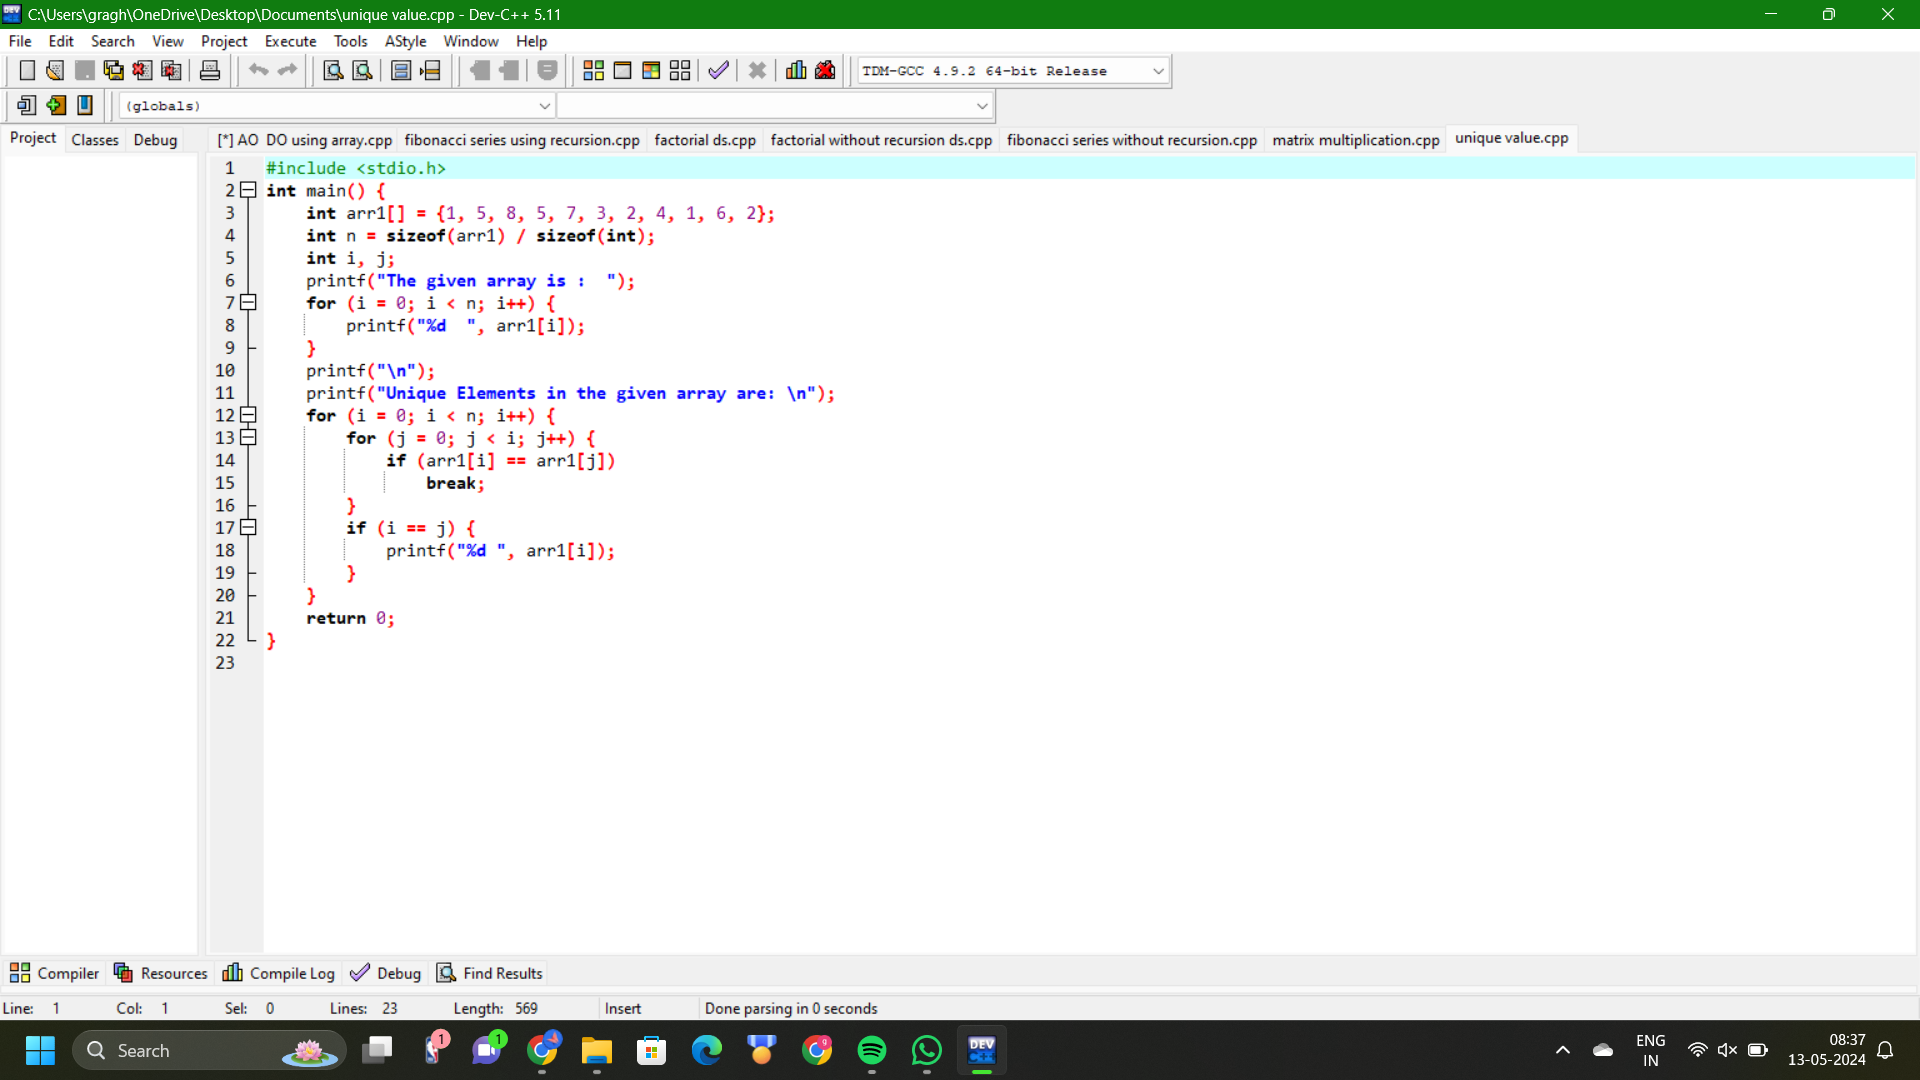 C:\Users\gragh\OneDrive\Desktop\Documents\unique value.cpp - Dev-C++ 5.11
File Edit Search View Project Execute Tools AStyle Window Help
TDM-GCC 4.9.2 64-bit Release
(globals)
Project Classes Debug
[*] AO DO using array.cpp fibonacci series using recursion.cpp factorial ds.cpp factorial without recursion ds.cpp fibonacci series without recursion.cpp matrix multiplication.cpp unique value.cpp
1 #include <stdio.h>
2 int main() {
3     int arr1[] = {1, 5, 8, 5, 7, 3, 2, 4, 1, 6, 2};
4     int n = sizeof(arr1) / sizeof(int);
5     int i, j;
6     printf("The given array is :  ");
7     for (i = 0; i < n; i++) {
8         printf("%d  ", arr1[i]);
9     }
10     printf("\n");
11     printf("Unique Elements in the given array are: \n");
12     for (i = 0; i < n; i++) {
13         for (j = 0; j < i; j++) {
14             if (arr1[i] == arr1[j])
15                 break;
16         }
17         if (i == j) {
18             printf("%d ", arr1[i]);
19         }
20     }
21     return 0;
22 }
23
Compiler Resources Compile Log Debug Find Results
Line: 1 Col: 1 Sel: 0 Lines: 23 Length: 569 Insert Done parsing in 0 seconds
Search
1
1
9
DEV
C++
ENG
IN
08:37
13-05-2024